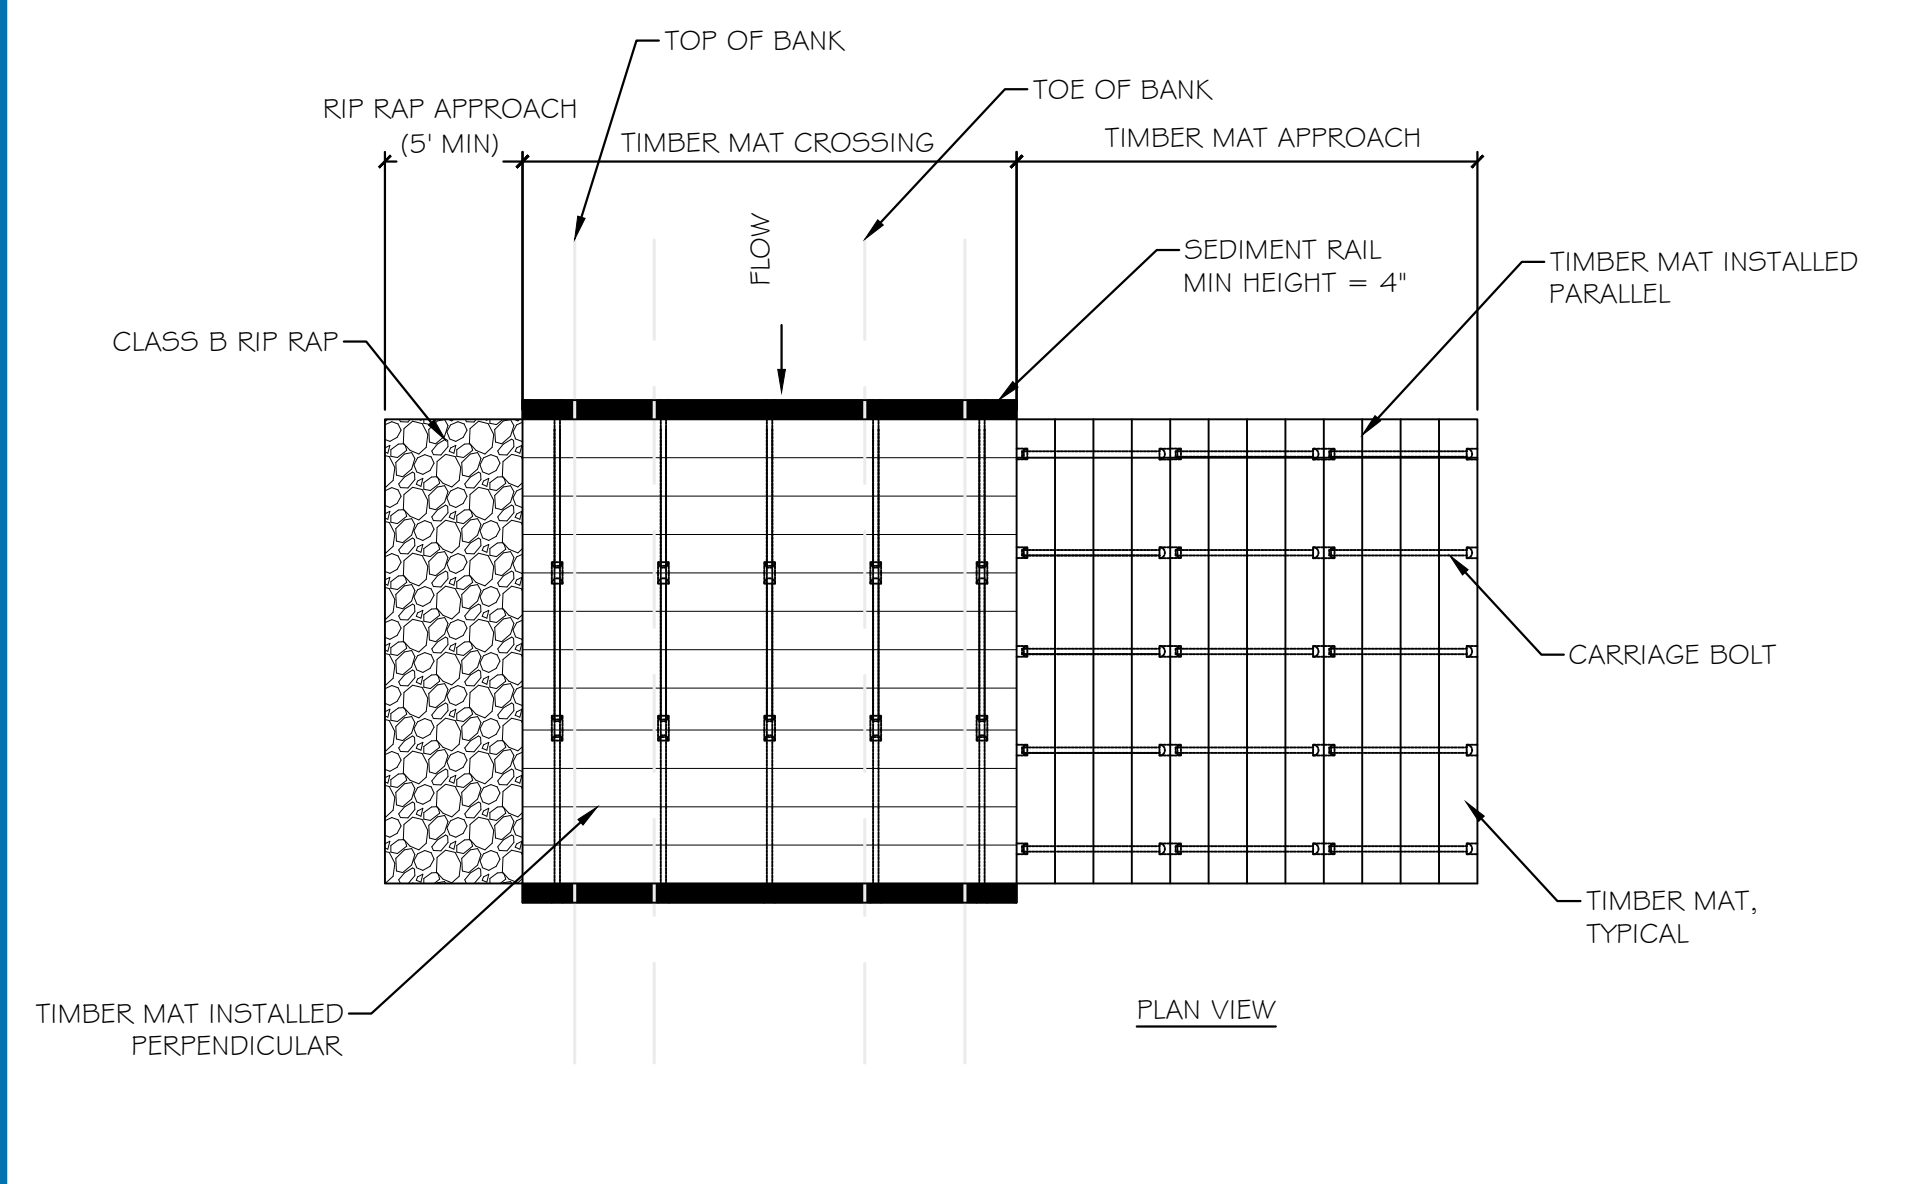 TOP OF BANK
TOE OF BANK
RIP RAP APPROACH
(5' MIN)
TIMBER MAT CROSSING
TIMBER MAT APPROACH
FLOW
SEDIMENT RAIL
MIN HEIGHT = 4"
TIMBER MAT INSTALLED
PARALLEL
CLASS B RIP RAP
CARRIAGE BOLT
TIMBER MAT,
TYPICAL
TIMBER MAT INSTALLED
PERPENDICULAR
PLAN VIEW